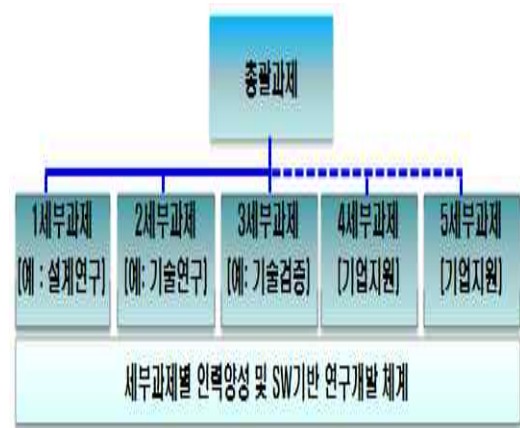 총괄과제
1세부과제
(예 : 설계연구)
2세부과제
(예: 기술연구)
3세부과제
(예: 기술검증)
4세부과제
(기업지원)
5세부과제
(기업지원)
세부과제별 인력양성 및 SW기반 연구개발 체계